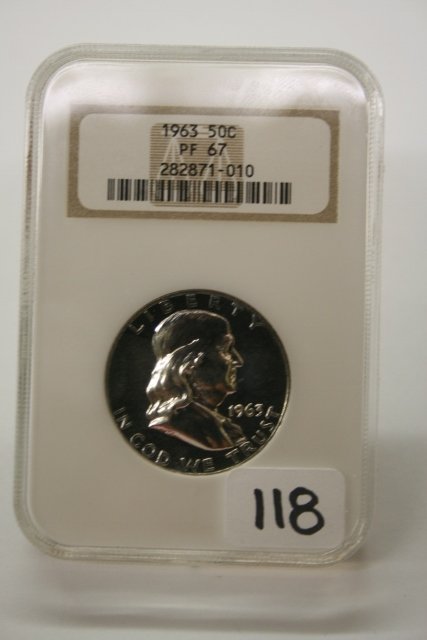 1963 50C
PF 67
282871-010
LIBERTY
1963
IN GOD WE TRUST
118